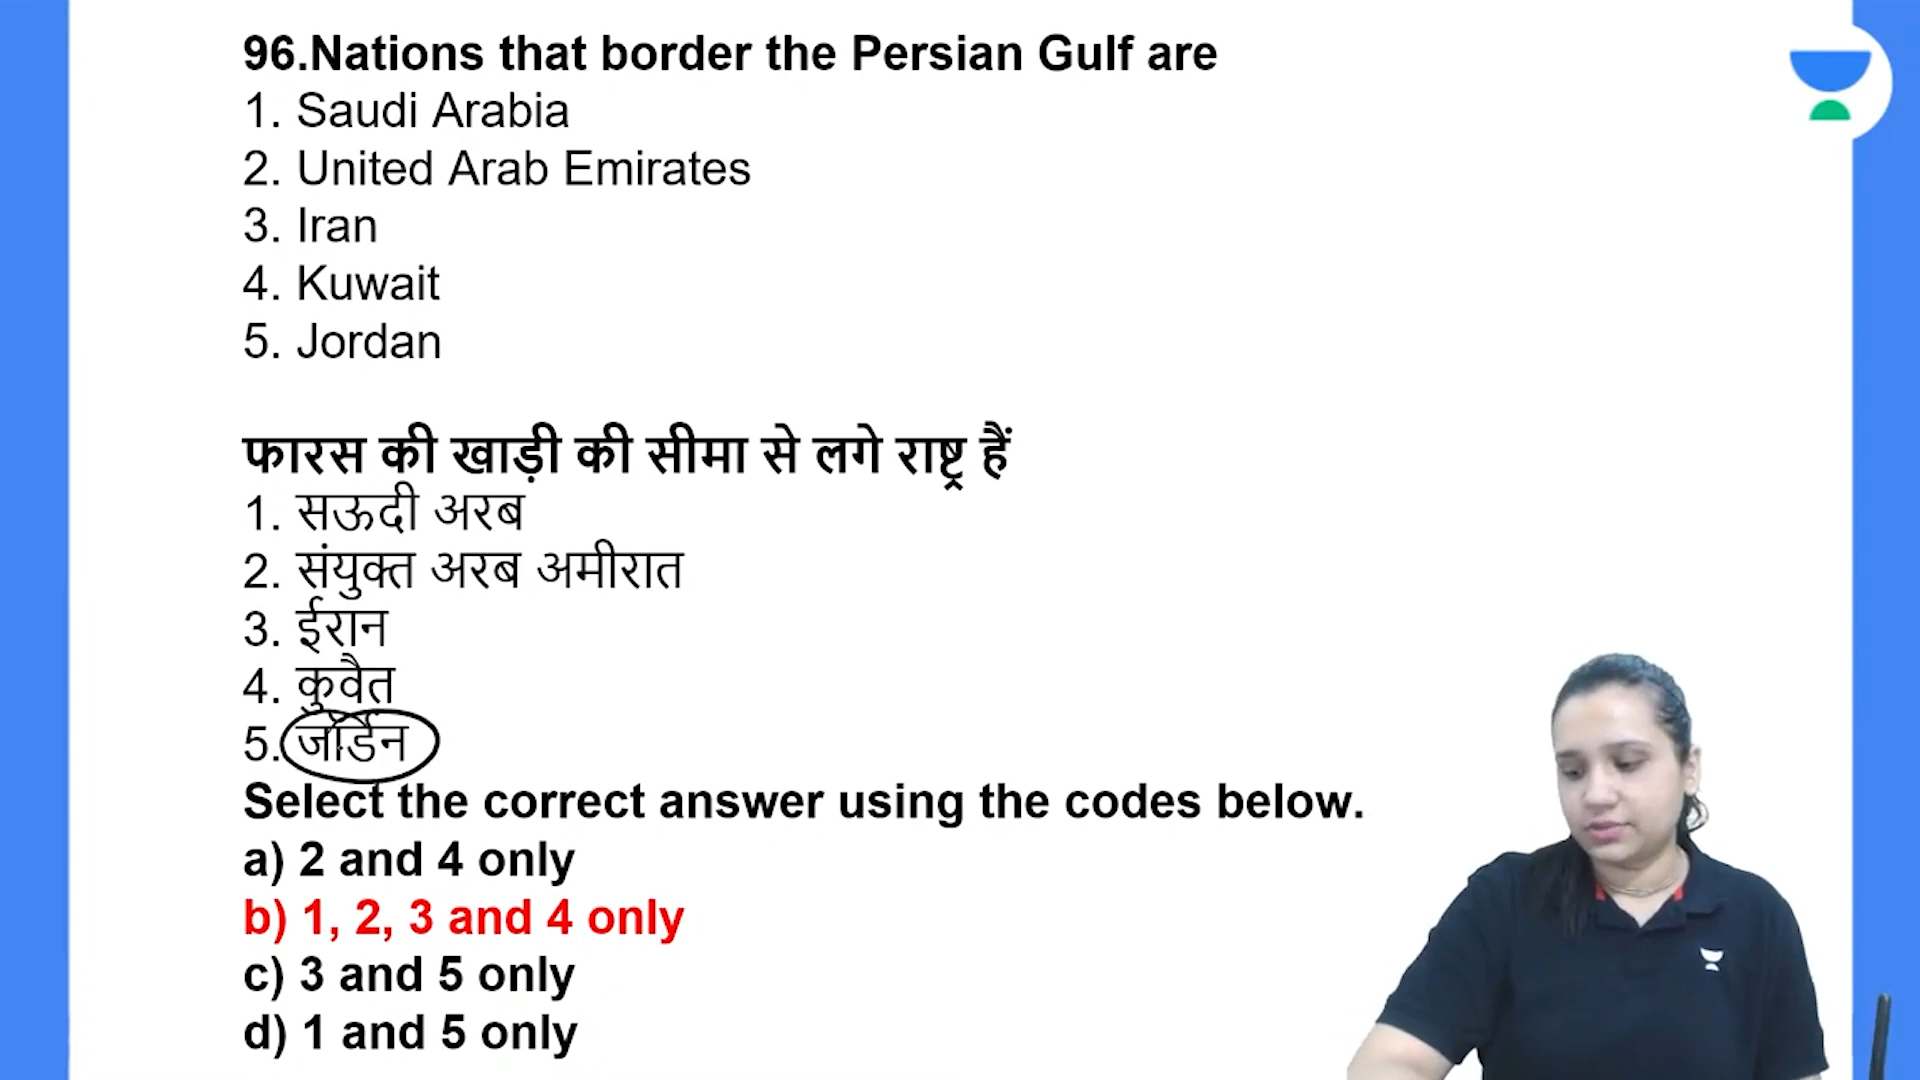 96.Nations that border the Persian Gulf are
1. Saudi Arabia
2. United Arab Emirates
3. Iran
4. Kuwait
5. Jordan
फारस की खाड़ी की सीमा से लगे राष्ट्र हैं
1. सऊदी अरब
2. संयुक्त अरब अमीरात
3. ईरान
4. कुवैत
5. जॉर्डन
Select the correct answer using the codes below.
a) 2 and 4 only
b) 1, 2, 3 and 4 only
c) 3 and 5 only
d) 1 and 5 only